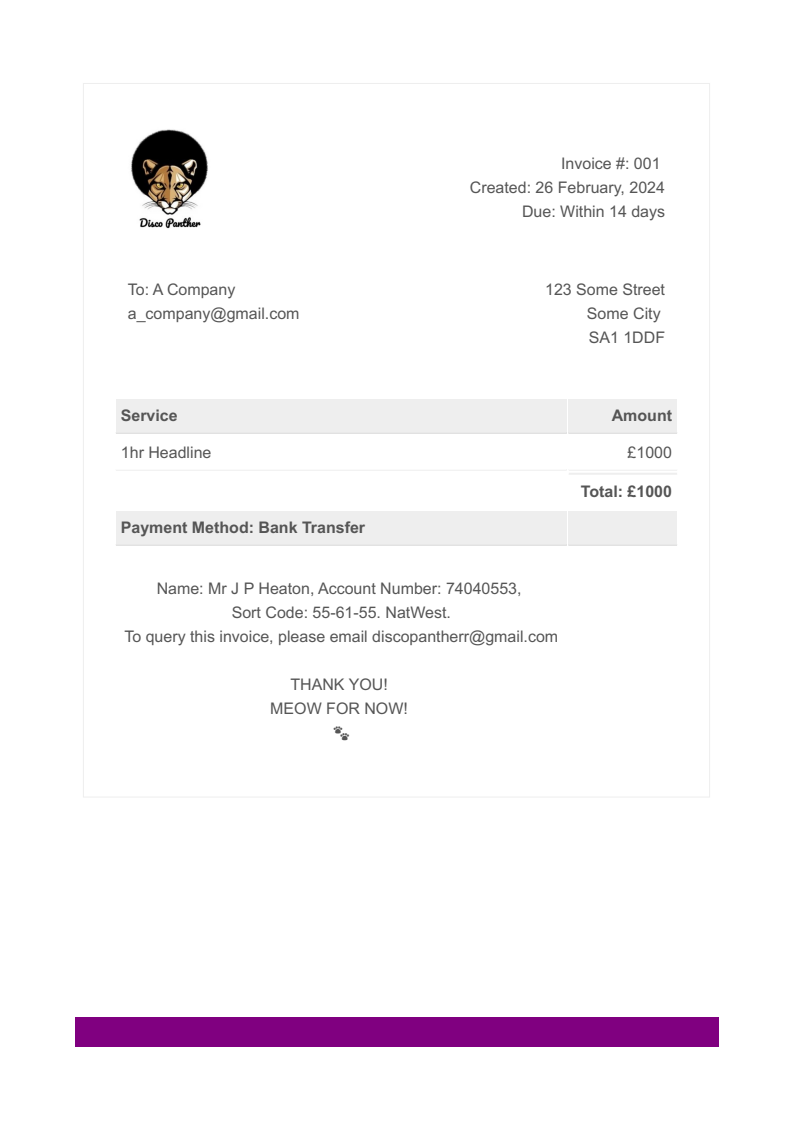 Disco Panther
Invoice #: 001
Created: 26 February, 2024
Due: Within 14 days
To: A Company
a_company@gmail.com
123 Some Street
Some City
SA1 1DDF
Service Amount
1hr Headline £1000
Total: £1000
Payment Method: Bank Transfer
Name: Mr J P Heaton, Account Number: 74040553,
Sort Code: 55-61-55. NatWest.
To query this invoice, please email discopantherr@gmail.com
THANK YOU!
MEOW FOR NOW!
🐾